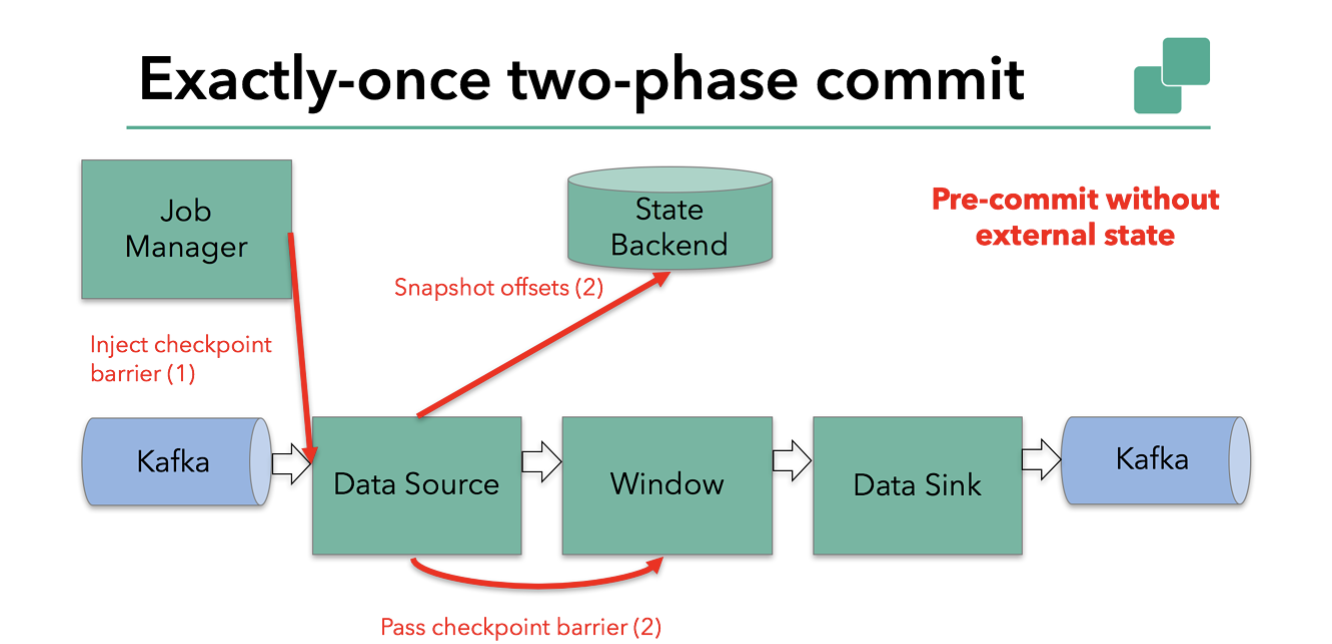 Exactly-once two-phase commit
Job
Manager
State
Backend
Pre-commit without
external state
Snapshot offsets (2)
Inject checkpoint
barrier (1)
Kafka
Data Source
Window
Data Sink
Kafka
Pass checkpoint barrier (2)